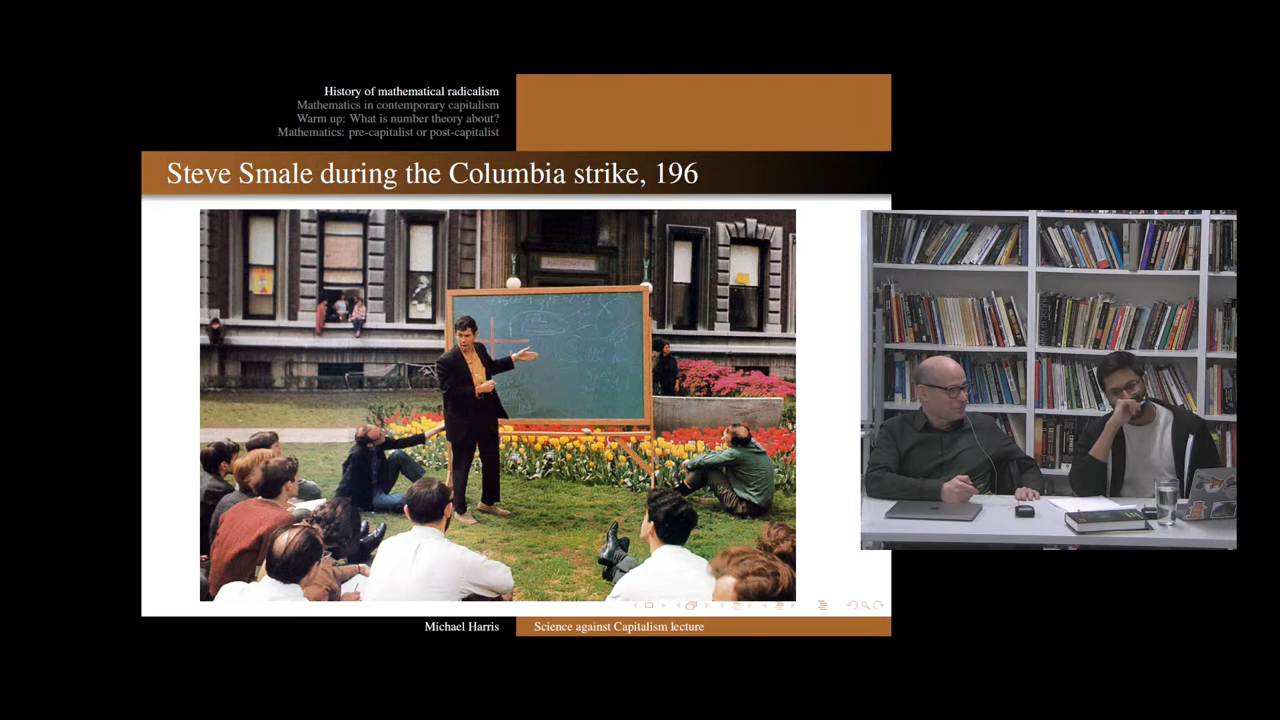 History of mathematical radicalism
Mathematics in contemporary capitalism
Warm up: What is number theory about?
Mathematics: pre-capitalist or post-capitalist
Steve Smale during the Columbia strike, 196
MATHEMATICS
Michael Harris
Science against Capitalism lecture